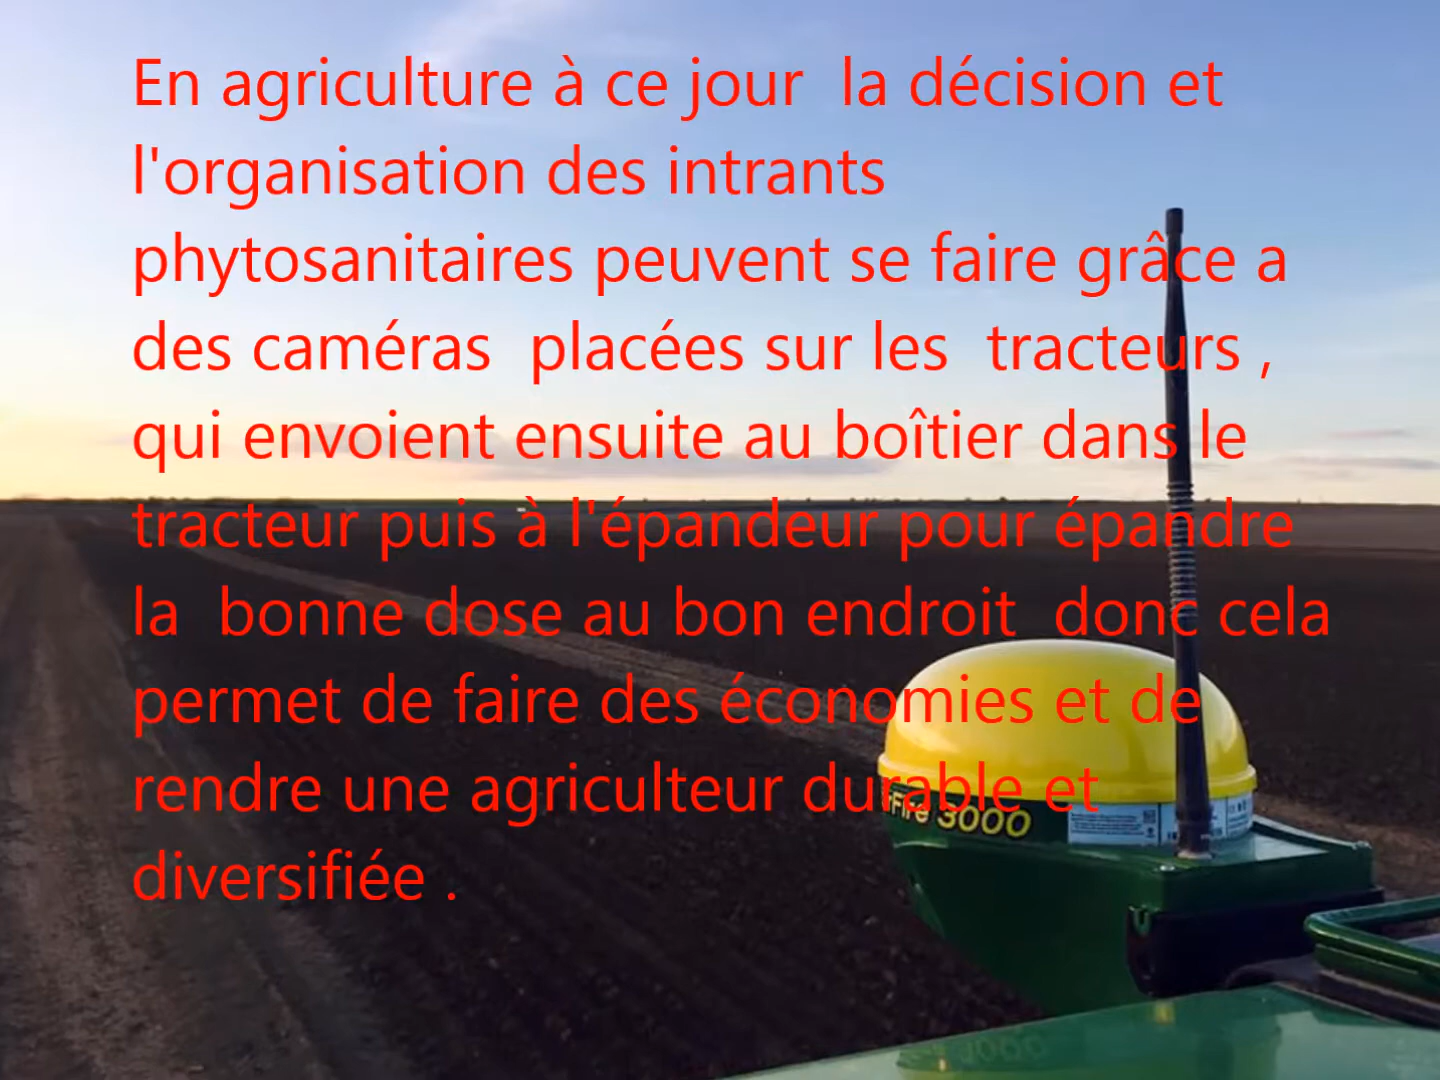 En agriculture à ce jour  la décision et
l'organisation des intrants
phytosanitaires peuvent se faire grâce a
des caméras  placées sur les  tracteurs ,
qui envoient ensuite au boîtier dans le
tracteur puis à l'épandeur pour épandre
la  bonne dose au bon endroit  donc cela
permet de faire des économies et de
rendre une agriculteur durable et
diversifiée .
3000